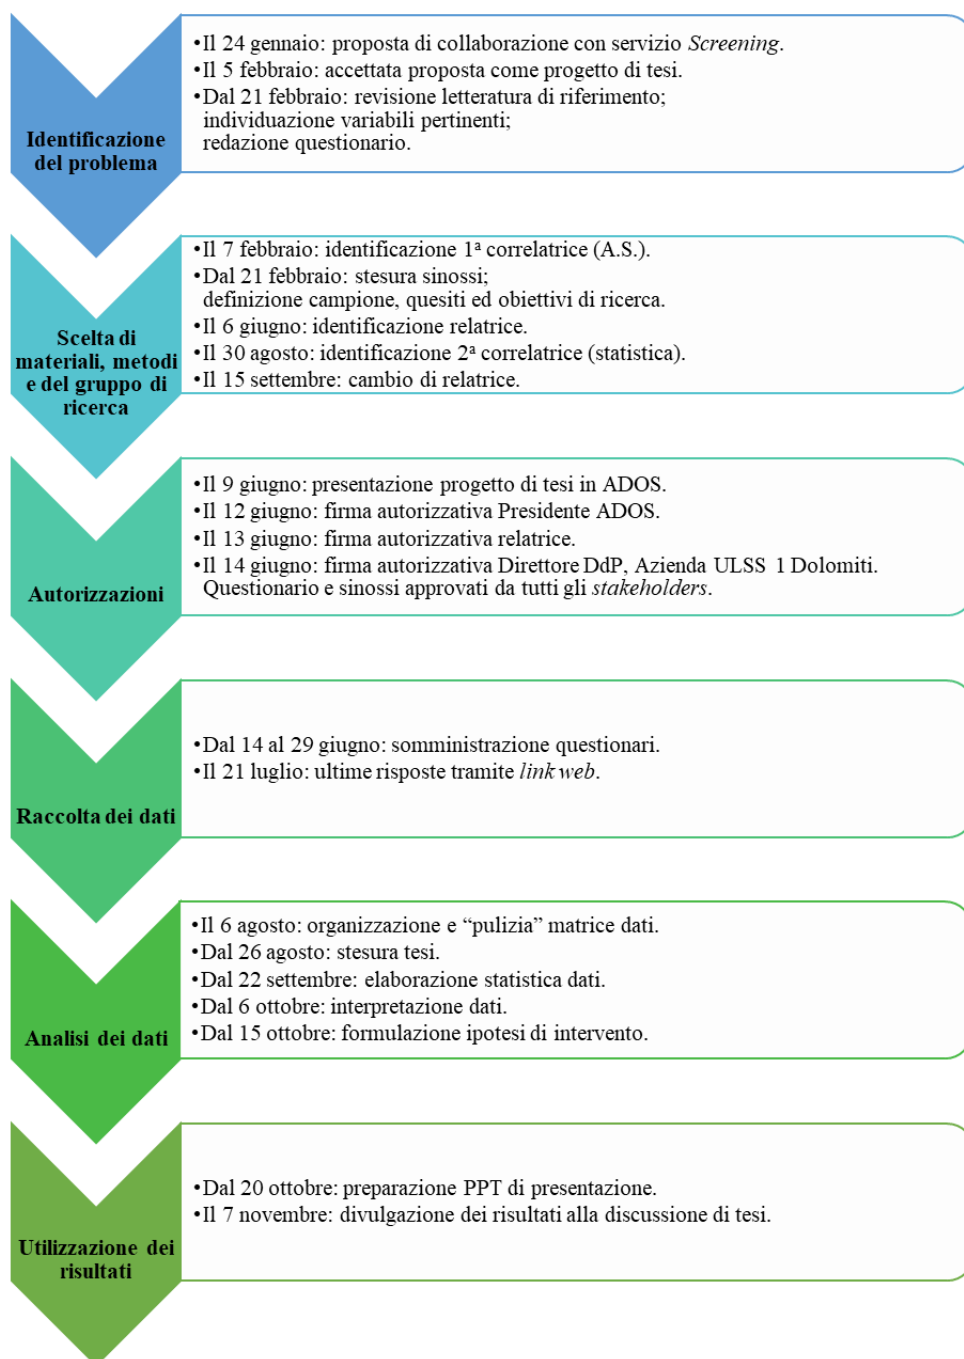 Identificazione
del problema
•Il 24 gennaio: proposta di collaborazione con servizio Screening.
•Il 5 febbraio: accettata proposta come progetto di tesi.
•Dal 21 febbraio: revisione letteratura di riferimento;
individuazione variabili pertinenti;
redazione questionario.
Scelta di
materiali, metodi
e del gruppo di
ricerca
•Il 7 febbraio: identificazione 1ª correlatrice (A.S.).
•Dal 21 febbraio: stesura sinossi;
definizione campione, quesiti ed obiettivi di ricerca.
•Il 6 giugno: identificazione relatrice.
•Il 30 agosto: identificazione 2ª correlatrice (statistica).
•Il 15 settembre: cambio di relatrice.
Autorizzazioni
•Il 9 giugno: presentazione progetto di tesi in ADOS.
•Il 12 giugno: firma autorizzativa Presidente ADOS.
•Il 13 giugno: firma autorizzativa relatrice.
•Il 14 giugno: firma autorizzativa Direttore DdP, Azienda ULSS 1 Dolomiti.
Questionario e sinossi approvati da tutti gli stakeholders.
Raccolta dei dati
•Dal 14 al 29 giugno: somministrazione questionari.
•Il 21 luglio: ultime risposte tramite link web.
Analisi dei dati
•Il 6 agosto: organizzazione e “pulizia” matrice dati.
•Dal 26 agosto: stesura tesi.
•Dal 22 settembre: elaborazione statistica dati.
•Dal 6 ottobre: interpretazione dati.
•Dal 15 ottobre: formulazione ipotesi di intervento.
Utilizzazione dei
risultati
•Dal 20 ottobre: preparazione PPT di presentazione.
•Il 7 novembre: divulgazione dei risultati alla discussione di tesi.